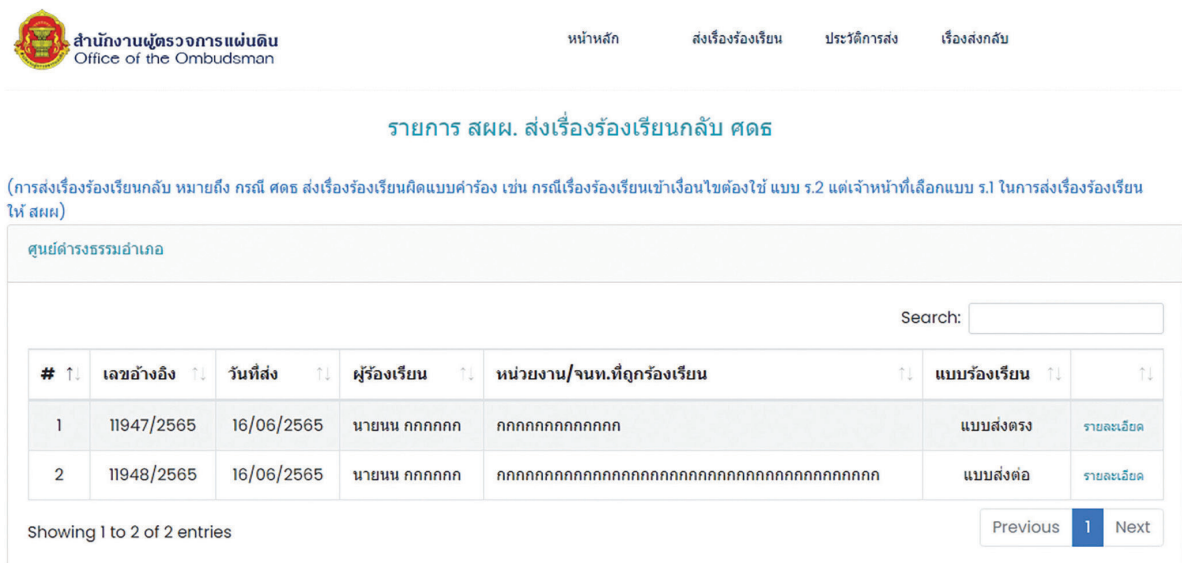 สำนักงานผู้ตรวจการแผ่นดิน
Office of the Ombudsman
หน้าหลัก ส่งเรื่องร้องเรียน ประวัติการส่ง เรื่องส่งกลับ
รายการ สผผ. ส่งเรื่องร้องเรียนกลับ ศดธ
(การส่งเรื่องร้องเรียนกลับ หมายถึง กรณี ศดธ ส่งเรื่องร้องเรียนผิดแบบคำร้อง เช่น กรณีเรื่องร้องเรียนเข้าเงื่อนไขต้องใช้ แบบ ร.2 แต่เจ้าหน้าที่เลือกแบบ ร.1 ในการส่งเรื่องร้องเรียน
ให้ สผผ)
ศูนย์ดำรงธรรมอำเภอ
Search:
# เลขอ้างอิง วันที่ส่ง ผู้ร้องเรียน หน่วยงาน/จนท.ที่ถูกร้องเรียน แบบร้องเรียน
1 11947/2565 16/06/2565 นายนน กกกกกก กกกกกกกกกกกกก แบบส่งตรง รายละเอียด
2 11948/2565 16/06/2565 นายนน กกกกกก กกกกกกกกกกกกกกกกกกกกกกกกกกกกกกกกกกกกกกกก แบบส่งต่อ รายละเอียด
Showing 1 to 2 of 2 entries
Previous 1 Next